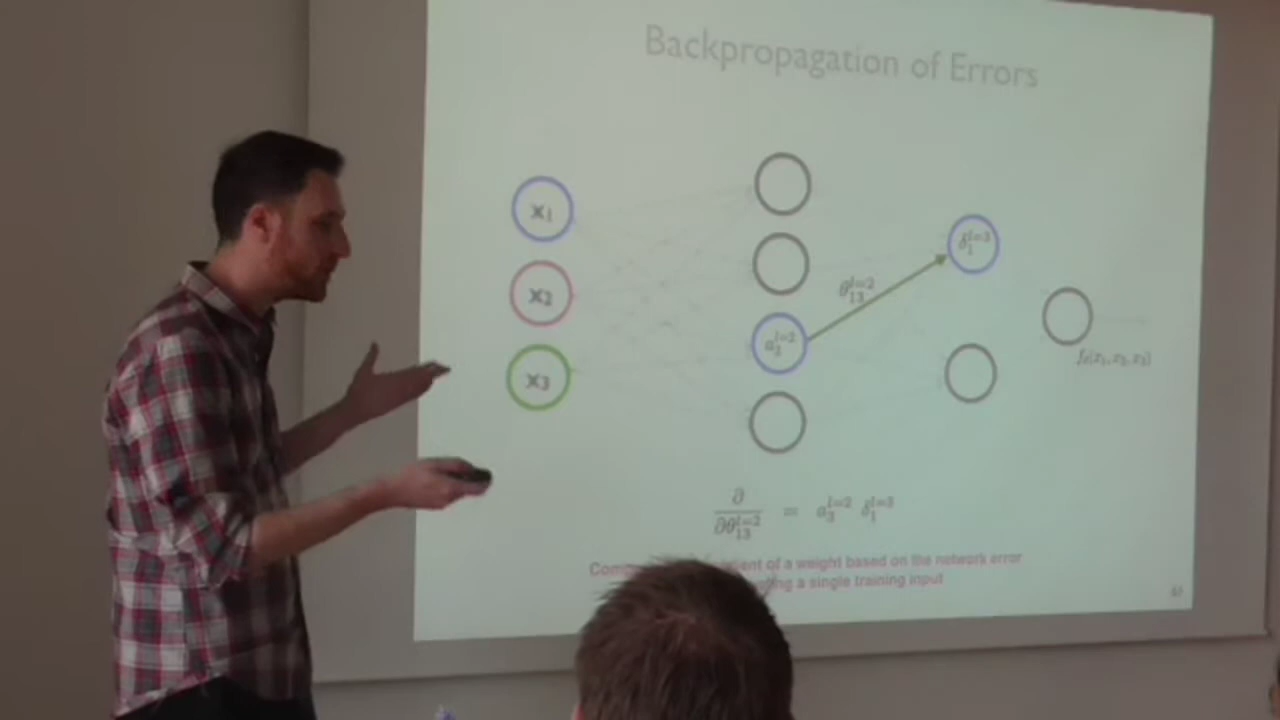 Backpropagation of Errors
x₁
x₂
x₃
a₃ˡ⁼²
θ₁₃ˡ⁼²
δ₁ˡ⁼³
(x₁, x₂, x₃)
∂ / ∂θ₁₃ˡ⁼² = a₃ˡ⁼² δ₁ˡ⁼³
of a weight based on the network error
a single training input